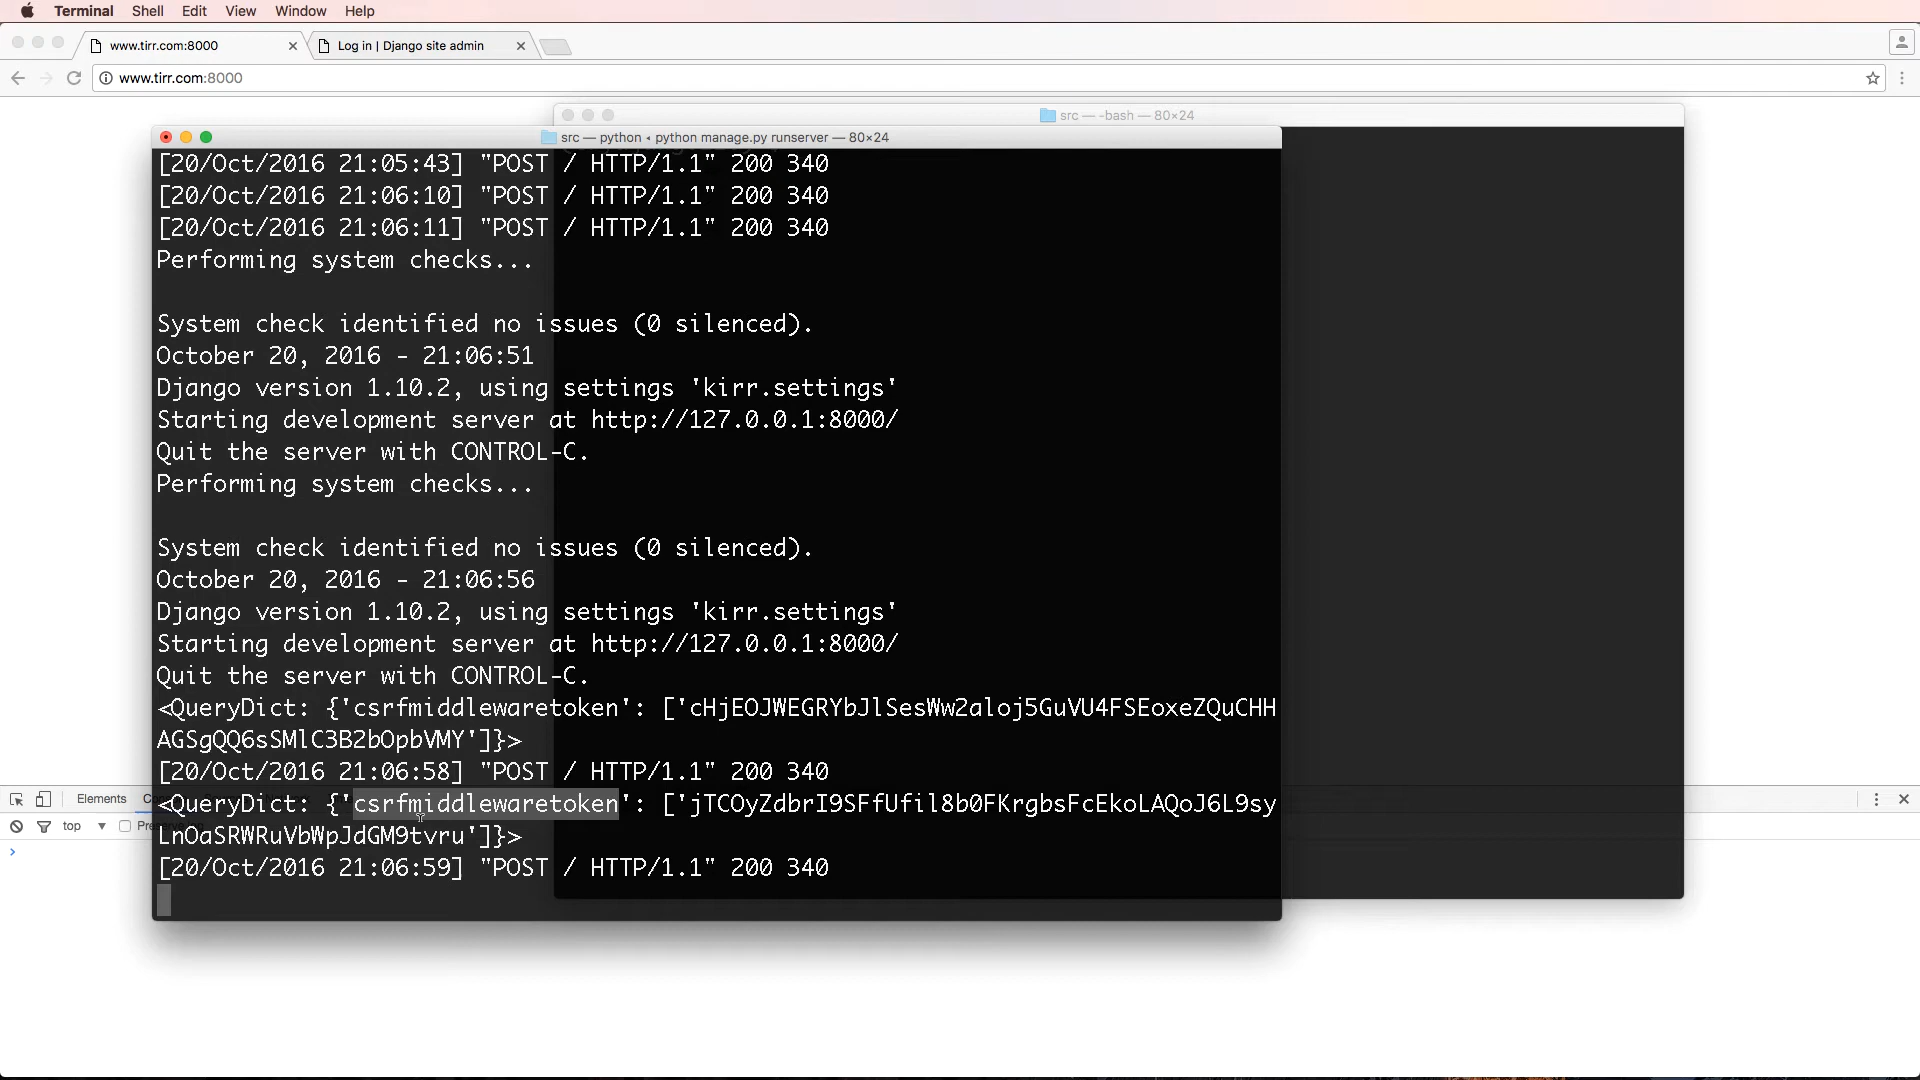 Terminal Shell Edit View Window Help
www.tirr.com:8000
Log in | Django site admin
www.tirr.com:8000
src — -bash — 80×24
src — python ◂ python manage.py runserver — 80×24
[20/Oct/2016 21:05:43] "POST / HTTP/1.1" 200 340
[20/Oct/2016 21:06:10] "POST / HTTP/1.1" 200 340
[20/Oct/2016 21:06:11] "POST / HTTP/1.1" 200 340
Performing system checks...
System check identified no issues (0 silenced).
October 20, 2016 - 21:06:51
Django version 1.10.2, using settings 'kirr.settings'
Starting development server at http://127.0.0.1:8000/
Quit the server with CONTROL-C.
Performing system checks...
System check identified no issues (0 silenced).
October 20, 2016 - 21:06:56
Django version 1.10.2, using settings 'kirr.settings'
Starting development server at http://127.0.0.1:8000/
Quit the server with CONTROL-C.
<QueryDict: {'csrfmiddlewaretoken': ['cHjEOJWEGRYbJlSesWw2aloj5GuVU4FSEoxeZQuCHH
AGSgQQ6sSMlC3B2bOpbVMY']}>
[20/Oct/2016 21:06:58] "POST / HTTP/1.1" 200 340
<QueryDict: {'csrfmiddlewaretoken': ['jTCOyZdbrI9SFfUfil8b0FKrgbsFcEkoLAQoJ6L9sy
LnOaSRWRuVbWpJdGM9tvru']}>
[20/Oct/2016 21:06:59] "POST / HTTP/1.1" 200 340
Elements
top